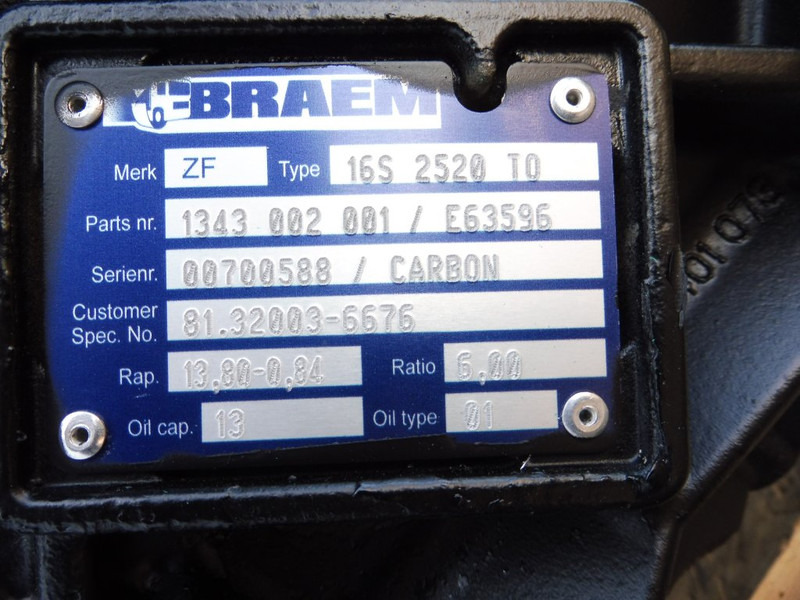 BRAEM
Merk ZF Type 16S 2520 TO
Parts nr. 1343 002 001 / E63596
Serienr. 00700588 / CARBON
Customer
Spec. No. 81.32003-6676
Rap. 13,80-0,84 Ratio 6,00
Oil cap. 13 Oil type 01